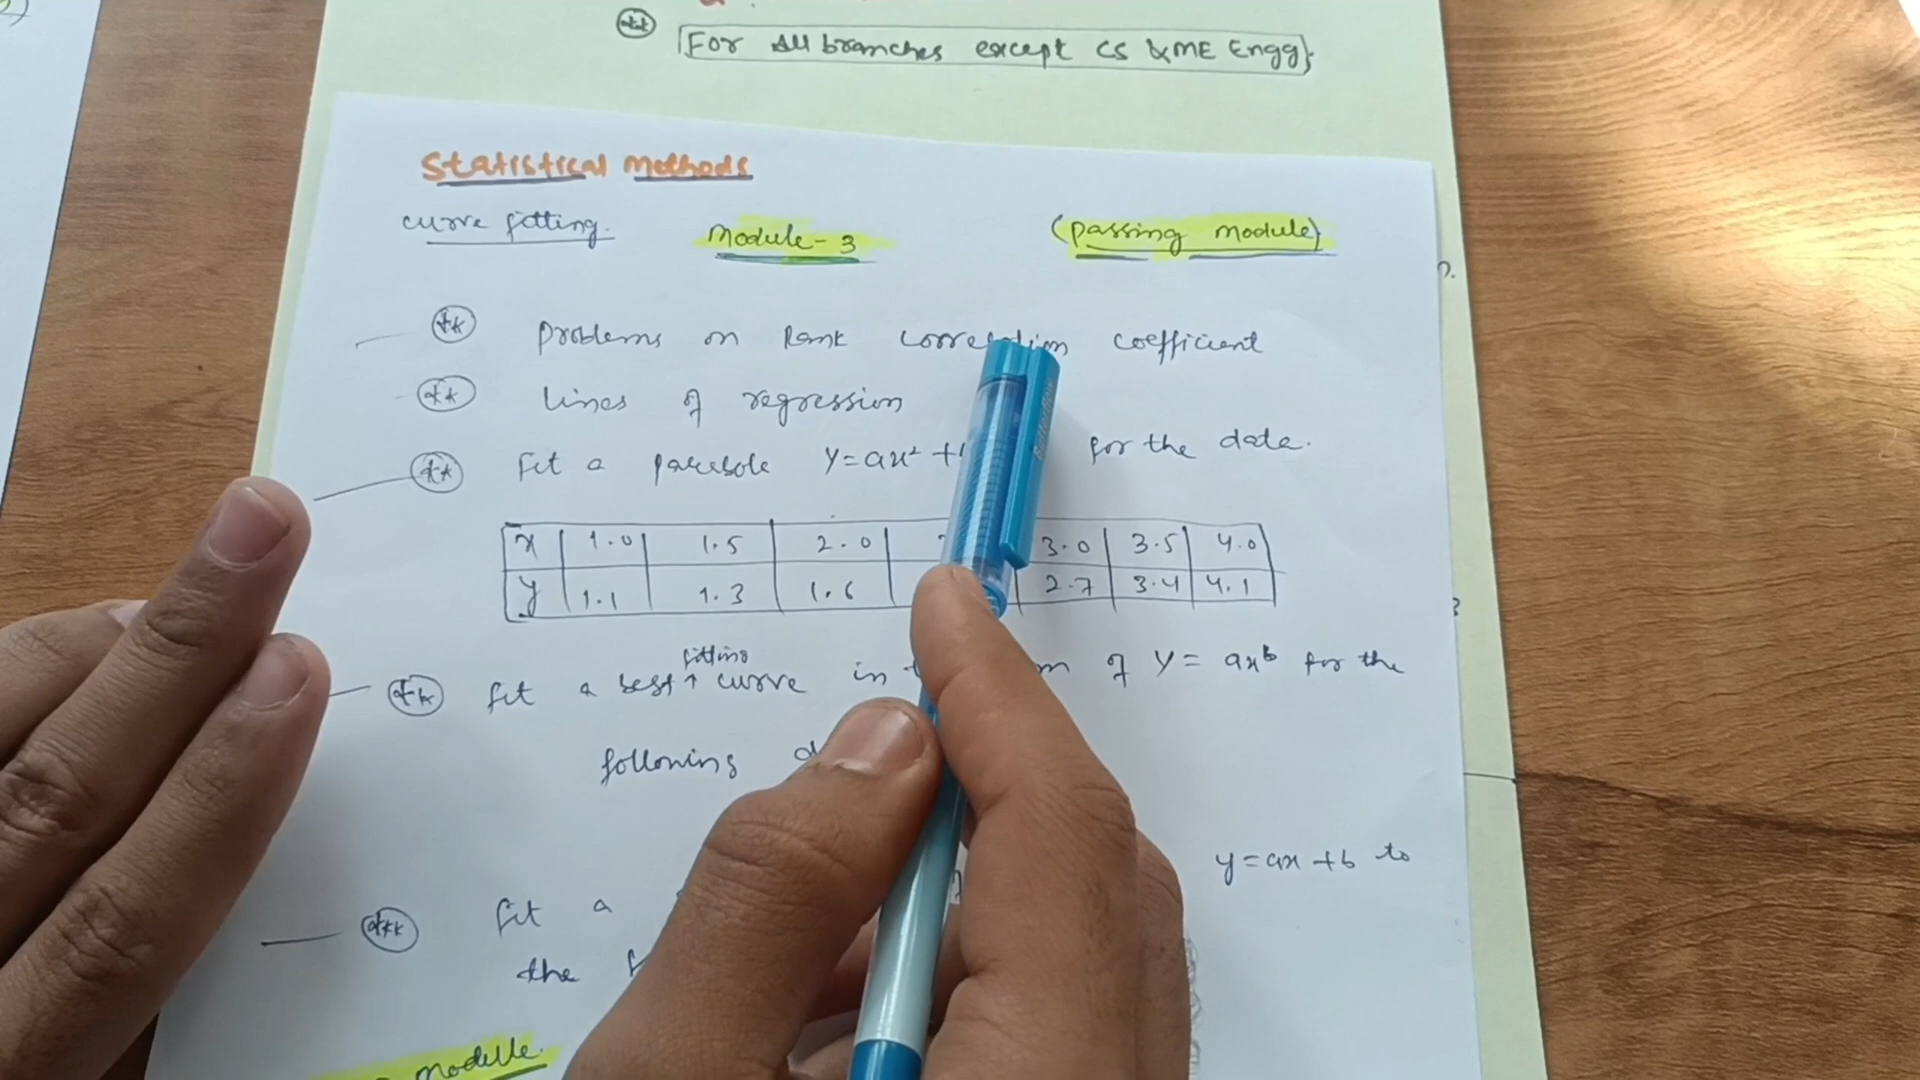 ** For All branches except CS & ME Engg
Statistical Methods
curve fitting. Module-3 (Passing module)
** problems on Rank correlation coefficient
** lines of regression
** Fit a parabola y=ax²+ for the data.
x 1.0 1.5 2.0 3.0 3.5 4.0
y 1.1 1.3 1.6 2.7 3.4 4.1
** fit a best fitting curve in of y = ax^b for the
following
*** fit a y=ax+b to
the
module.